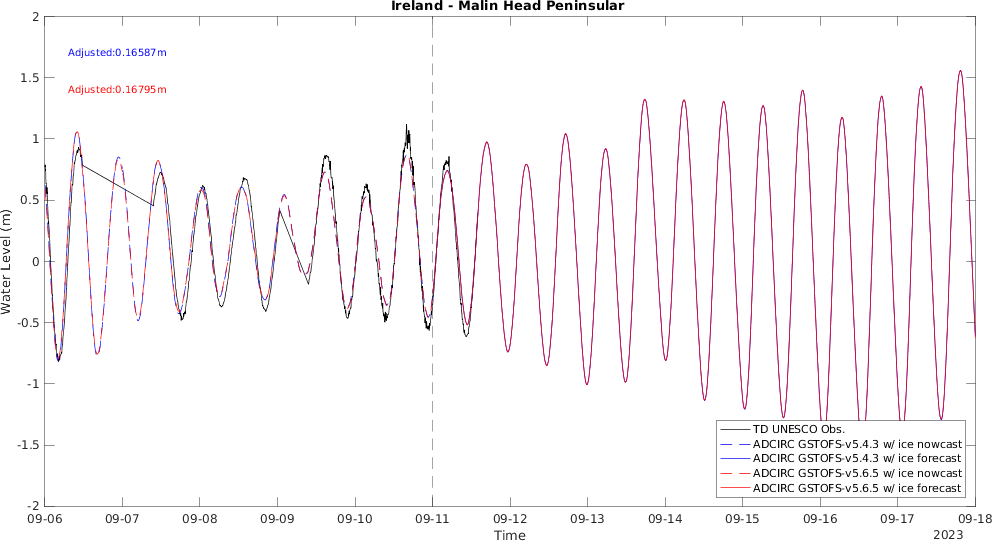 Ireland - Malin Head Peninsular
2
1.5
1
0.5
0
-0.5
-1
-1.5
-2
Water Level (m)
Adjusted:0.16587m
Adjusted:0.16795m
TD UNESCO Obs.
ADCIRC GSTOFS-v5.4.3 w/ ice nowcast
ADCIRC GSTOFS-v5.4.3 w/ ice forecast
ADCIRC GSTOFS-v5.6.5 w/ ice nowcast
ADCIRC GSTOFS-v5.6.5 w/ ice forecast
09-06 09-07 09-08 09-09 09-10 09-11 09-12 09-13 09-14 09-15 09-16 09-17 09-18
Time
2023